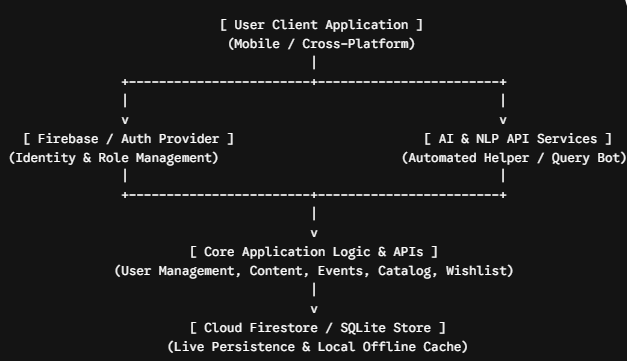 [ User Client Application ]
(Mobile / Cross-Platform)
|
+-----------------------+------------------------+
| |
v v
[ Firebase / Auth Provider ] [ AI & NLP API Services ]
(Identity & Role Management) (Automated Helper / Query Bot)
| |
+-----------------------+------------------------+
|
v
[ Core Application Logic & APIs ]
(User Management, Content, Events, Catalog, Wishlist)
|
v
[ Cloud Firestore / SQLite Store ]
(Live Persistence & Local Offline Cache)